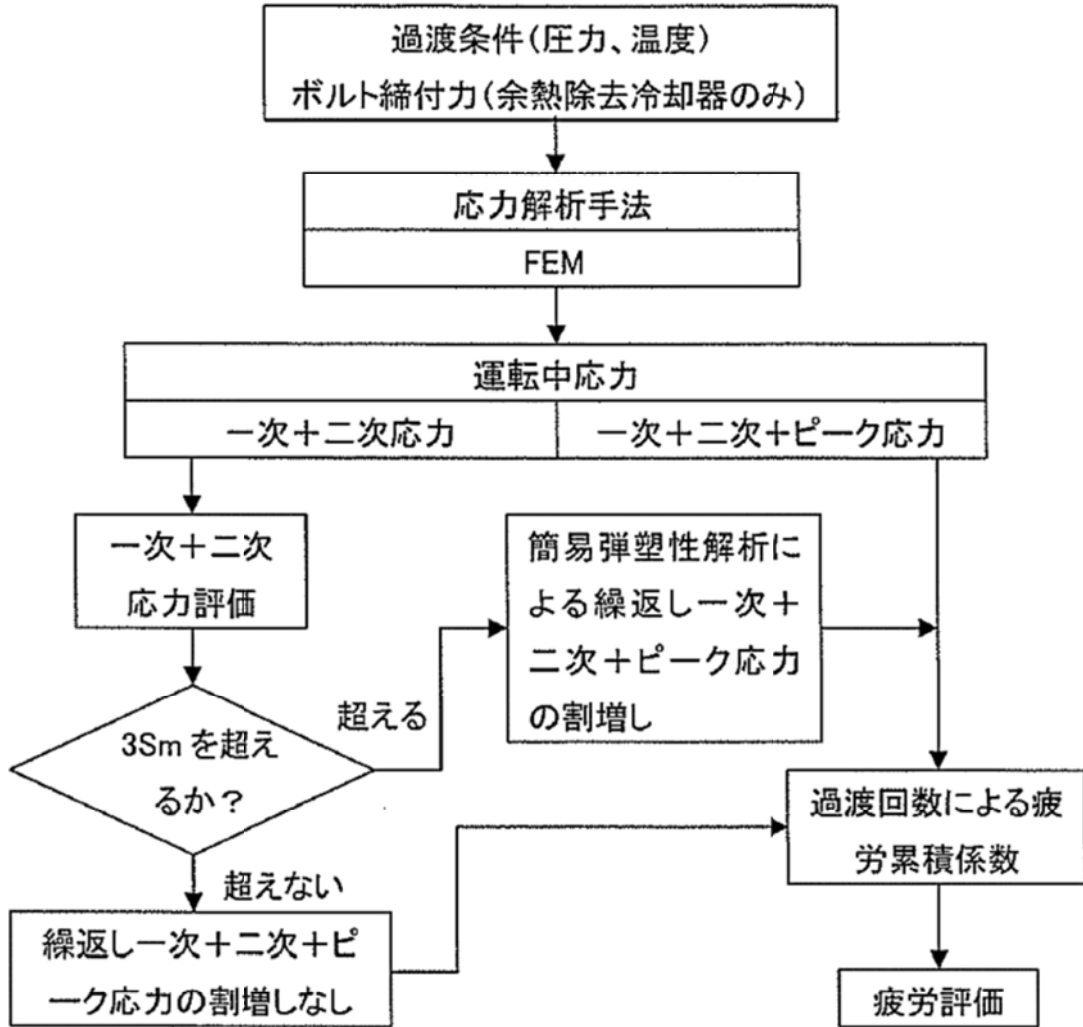 過渡条件(圧力、温度)
ボルト締付力(余熱除去冷却器のみ)
応力解析手法
FEM
運転中応力
一次+二次応力
一次+二次+ピーク応力
一次+二次
応力評価
簡易弾塑性解析に
よる繰返し一次+
二次+ピーク応力
の割増し
超える
3Sm を超え
るか?
超えない
過渡回数による疲
労累積係数
繰返し一次+二次+ピ
ーク応力の割増しなし
疲労評価